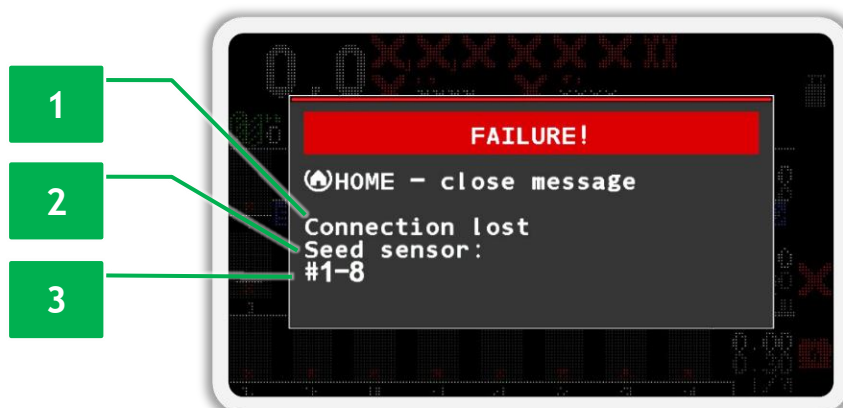 1
2
3
FAILURE!
HOME – close message
Connection lost
Seed sensor:
#1-8